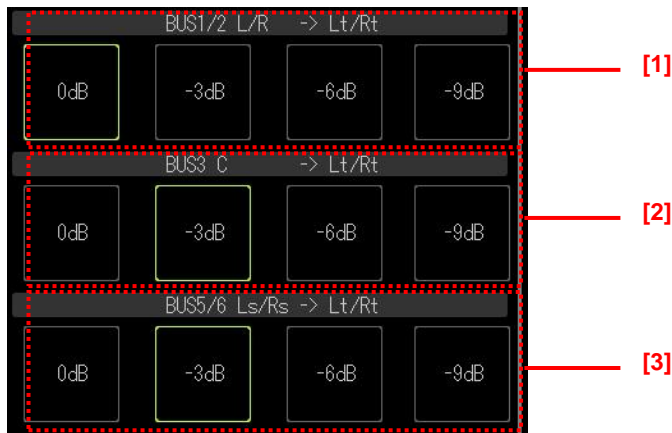 BUS1/2 L/R -> Lt/Rt
[1]
0dB -3dB -6dB -9dB
BUS3 C -> Lt/Rt
[2]
0dB -3dB -6dB -9dB
BUS5/6 Ls/Rs -> Lt/Rt
[3]
0dB -3dB -6dB -9dB